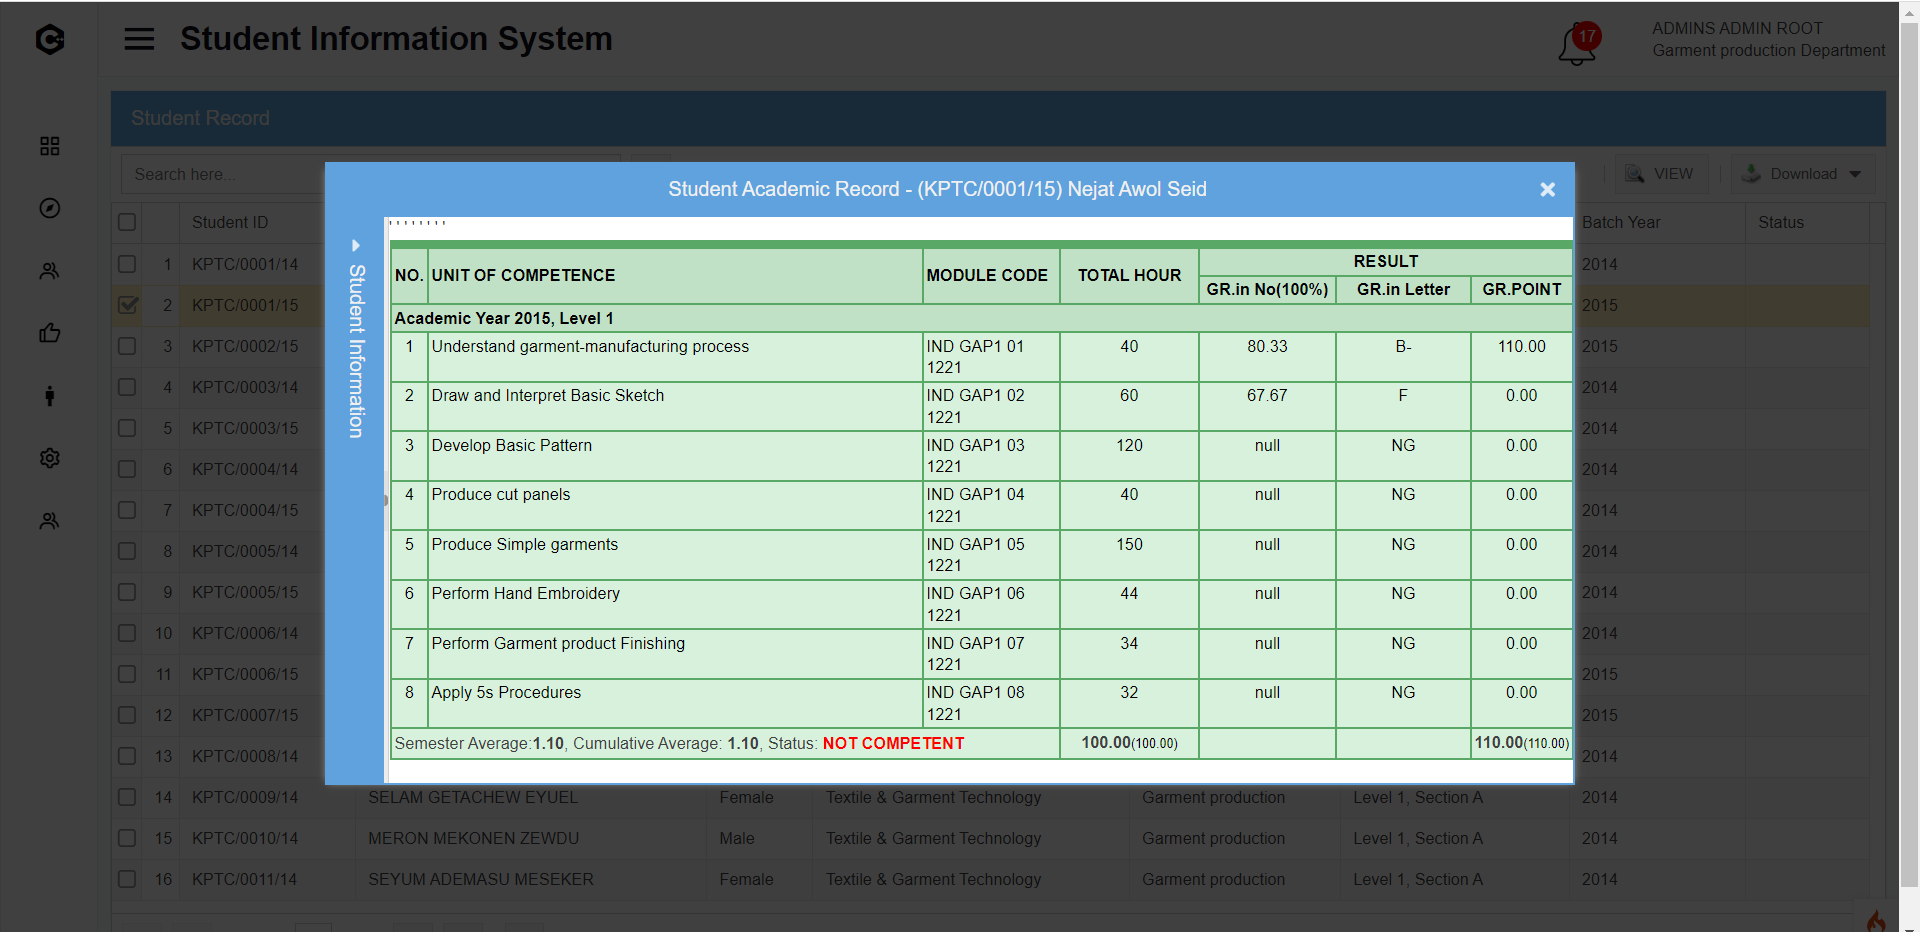 Student Information System
17
ADMINS ADMIN ROOT
Garment production Department
Student Record
Search here...
VIEW
Download
Student ID
Batch Year
Status
1 KPTC/0001/14 2014
2 KPTC/0001/15 2015
3 KPTC/0002/15 2015
4 KPTC/0003/14 2014
5 KPTC/0003/15 2014
6 KPTC/0004/14 2014
7 KPTC/0004/15 2014
8 KPTC/0005/14 2014
9 KPTC/0005/15 2014
10 KPTC/0006/14 2014
11 KPTC/0006/15 2015
12 KPTC/0007/15 2015
13 KPTC/0008/14 2014
14 KPTC/0009/14 SELAM GETACHEW EYUEL Female Textile & Garment Technology Garment production Level 1, Section A 2014
15 KPTC/0010/14 MERON MEKONEN ZEWDU Male Textile & Garment Technology Garment production Level 1, Section A 2014
16 KPTC/0011/14 SEYUM ADEMASU MESEKER Female Textile & Garment Technology Garment production Level 1, Section A 2014
Student Academic Record - (KPTC/0001/15) Nejat Awol Seid
Student Information
' ' ' ' ' ' ' '
NO. UNIT OF COMPETENCE MODULE CODE TOTAL HOUR RESULT
GR.in No(100%) GR.in Letter GR.POINT
Academic Year 2015, Level 1
1 Understand garment-manufacturing process IND GAP1 01 40 80.33 B- 110.00
1221
2 Draw and Interpret Basic Sketch IND GAP1 02 60 67.67 F 0.00
1221
3 Develop Basic Pattern IND GAP1 03 120 null NG 0.00
1221
4 Produce cut panels IND GAP1 04 40 null NG 0.00
1221
5 Produce Simple garments IND GAP1 05 150 null NG 0.00
1221
6 Perform Hand Embroidery IND GAP1 06 44 null NG 0.00
1221
7 Perform Garment product Finishing IND GAP1 07 34 null NG 0.00
1221
8 Apply 5s Procedures IND GAP1 08 32 null NG 0.00
1221
Semester Average:1.10, Cumulative Average: 1.10, Status: NOT COMPETENT 100.00(100.00) 110.00(110.00)